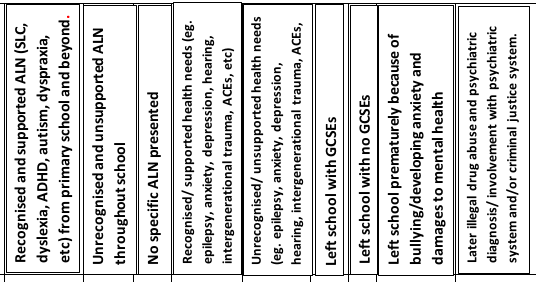 Recognised and supported ALN (SLC,
dyslexia, ADHD, autism, dyspraxia,
etc) from primary school and beyond.
Unrecognised and unsupported ALN
throughout school
No specific ALN presented
Recognised/ supported health needs (eg.
epilepsy, anxiety, depression, hearing,
intergenerational trauma, ACEs, etc)
Unrecognised/ unsupported health needs
(eg. epilepsy, anxiety, depression,
hearing, intergenerational trauma, ACEs,
Left school with GCSEs
Left school with no GCSEs
Left school prematurely because of
bullying/developing anxiety and
damages to mental health
Later illegal drug abuse and psychiatric
diagnosis/ involvement with psychiatric
system and/or criminal justice system.